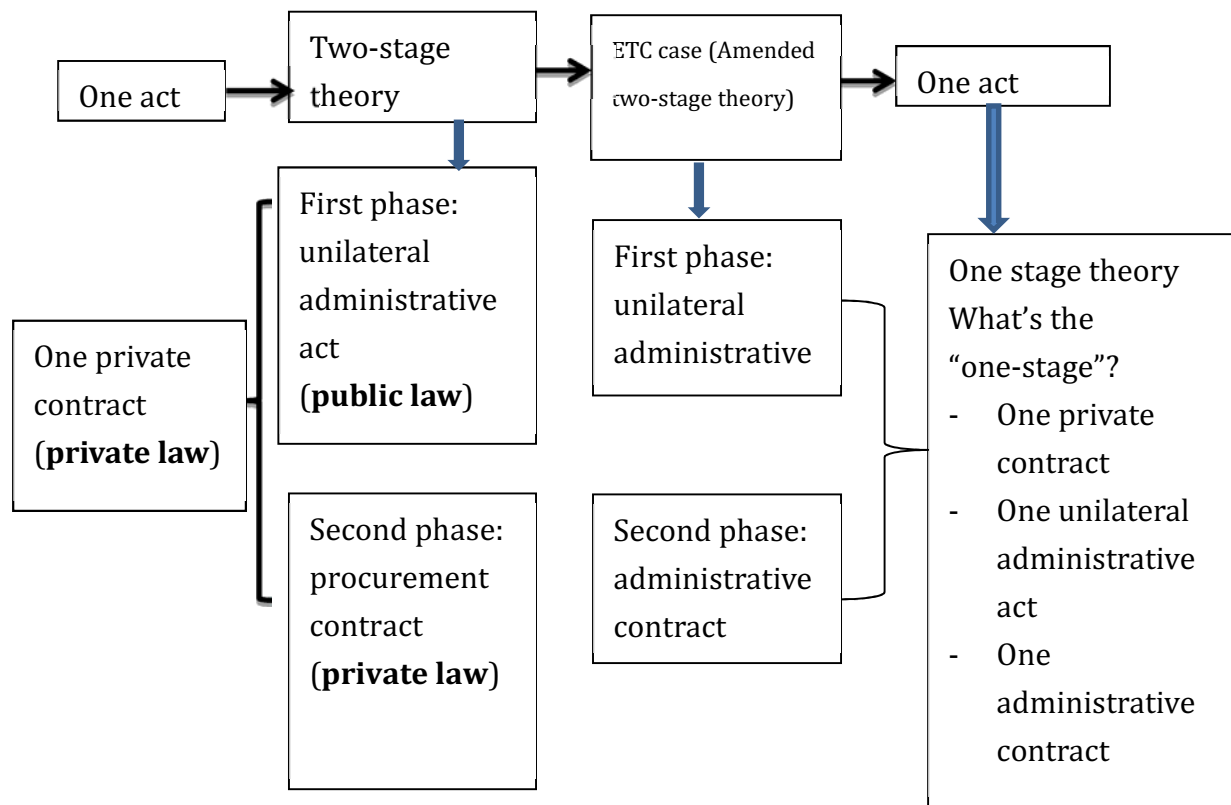 One act
Two-stage
theory
ETC case (Amended
two-stage theory)
One act
One private
contract
(private law)
First phase:
unilateral
administrative
act
(public law)
Second phase:
procurement
contract
(private law)
First phase:
unilateral
administrative
Second phase:
administrative
contract
One stage theory
What’s the
“one-stage”?
- One private
contract
- One unilateral
administrative
act
- One
administrative
contract